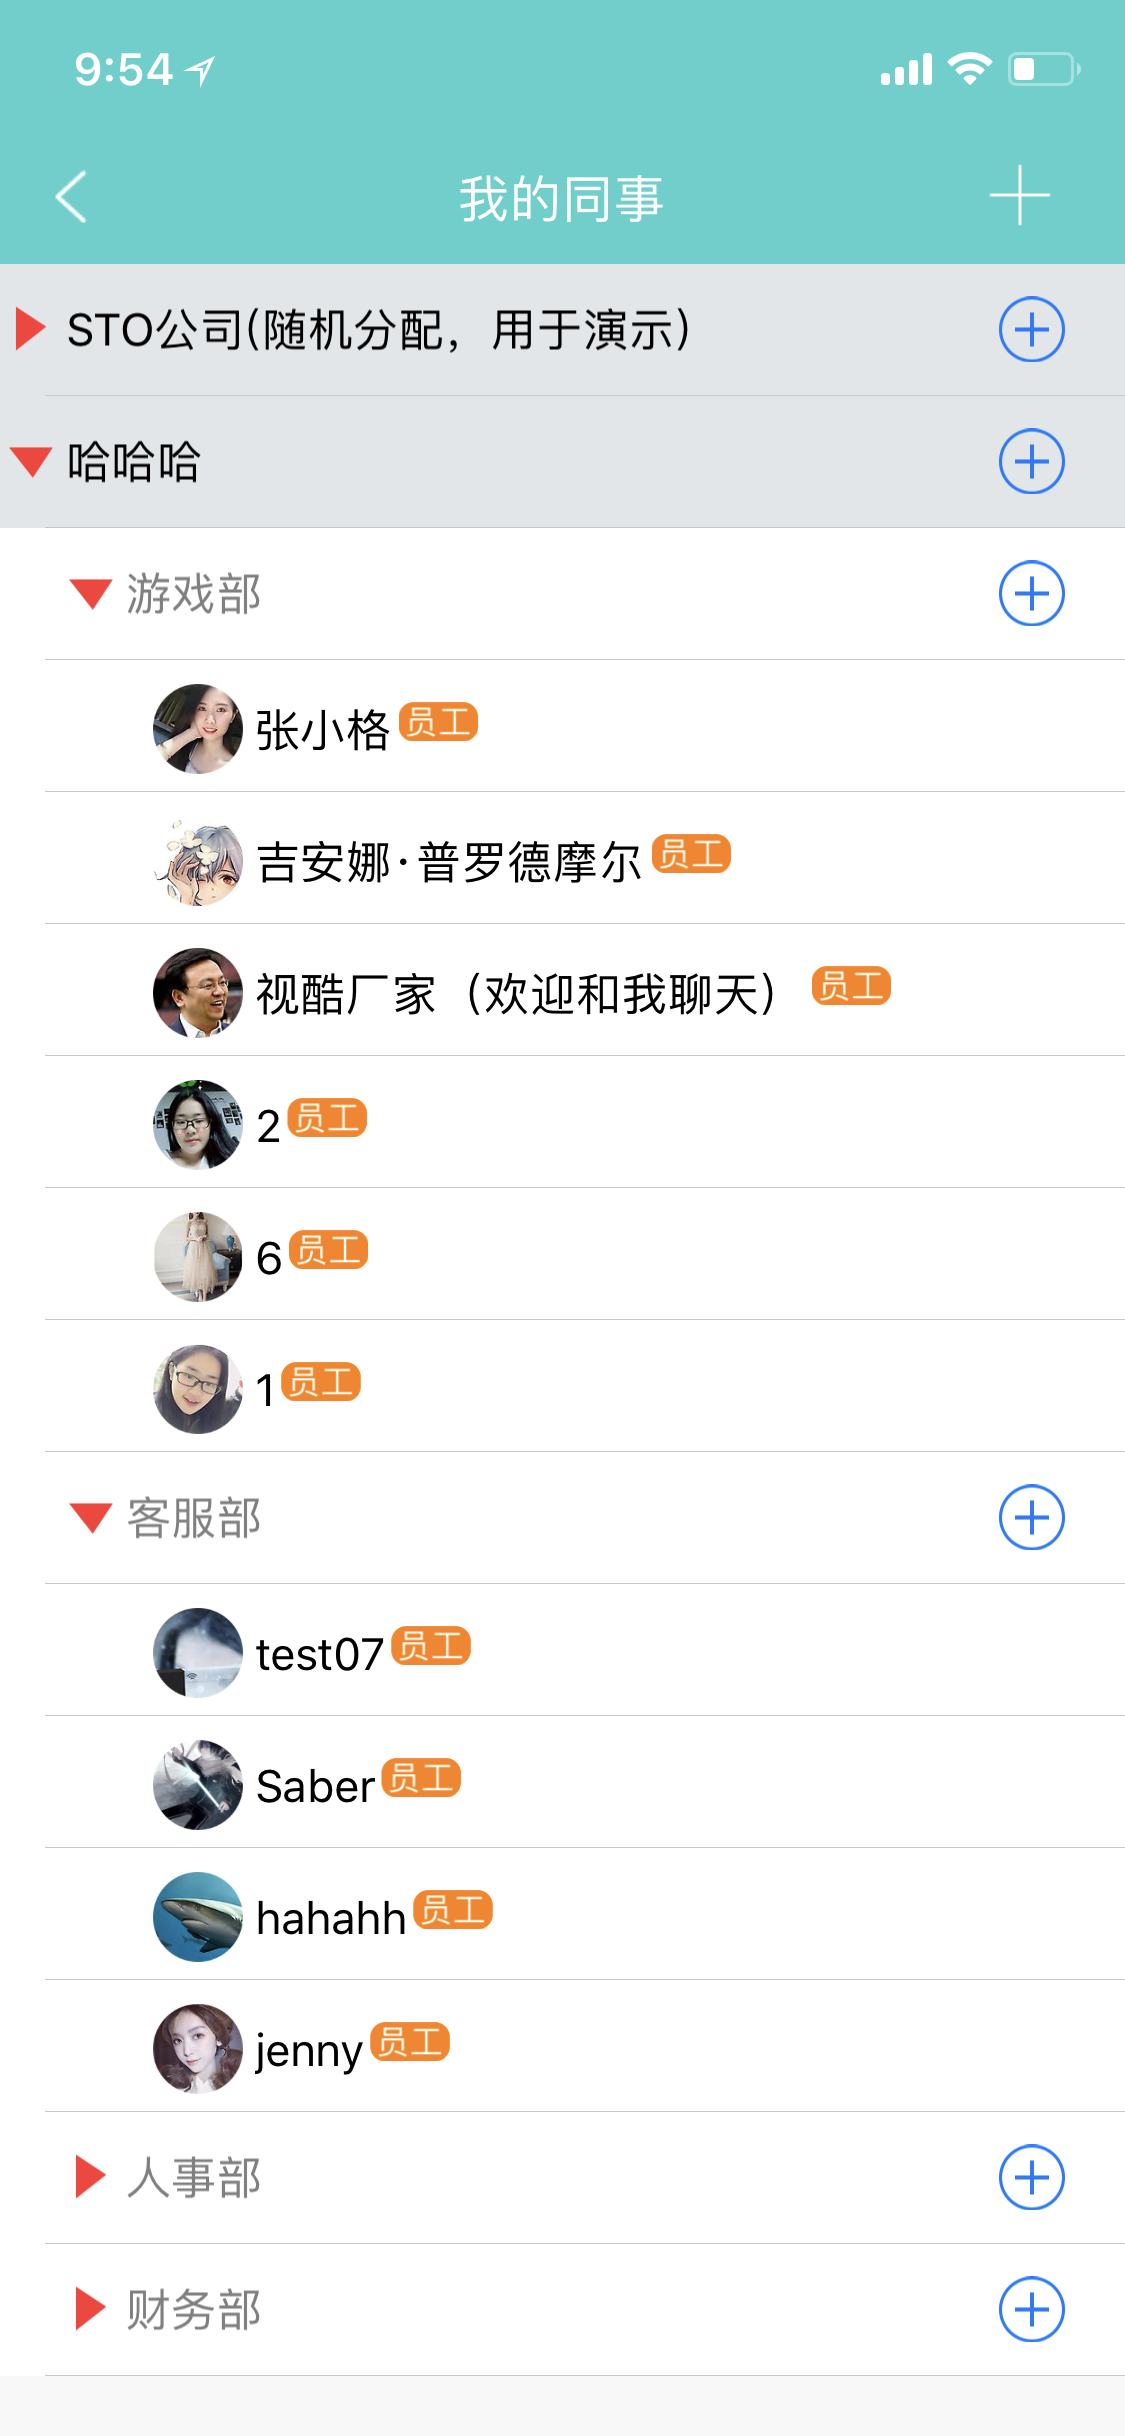 9:54
我的同事
STO公司(随机分配，用于演示)
哈哈哈
游戏部
张小格 员工
吉安娜·普罗德摩尔 员工
视酷厂家（欢迎和我聊天） 员工
2 员工
6 员工
1 员工
客服部
test07 员工
Saber 员工
hahahh 员工
jenny 员工
人事部
财务部